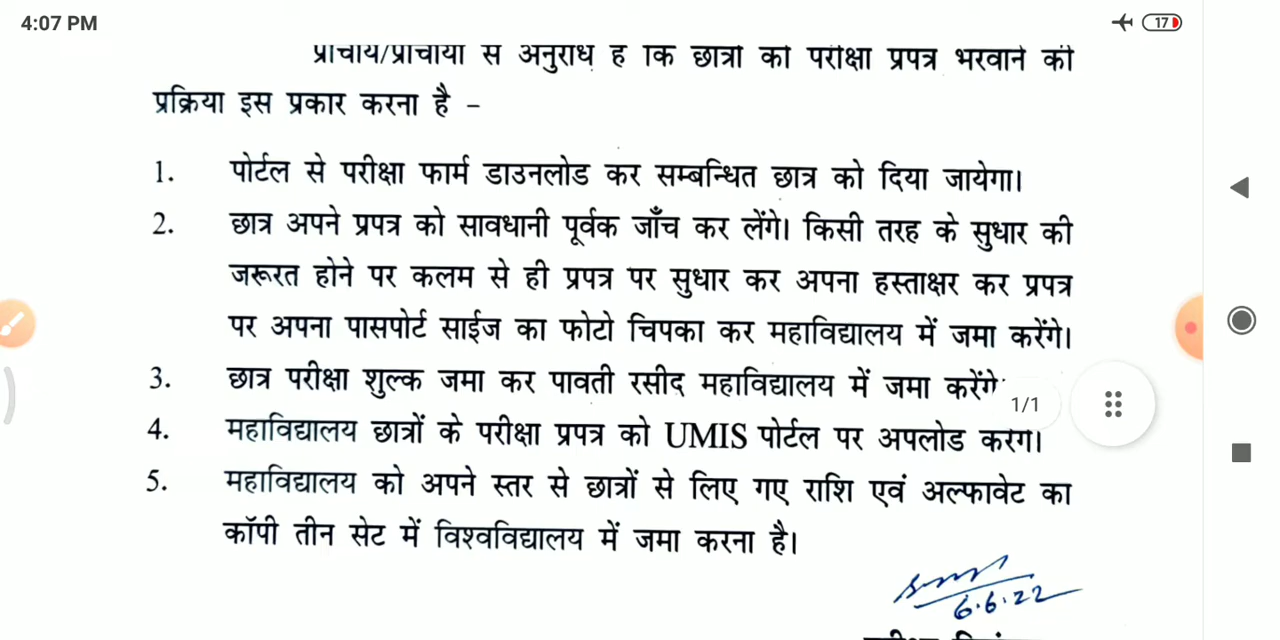 4:07 PM
17
प्राचार्य/प्राचार्या से अनुरोध है कि छात्रों को परीक्षा प्रपत्र भरवाने की
प्रक्रिया इस प्रकार करना है –
1. पोर्टल से परीक्षा फार्म डाउनलोड कर सम्बन्धित छात्र को दिया जायेगा।
2. छात्र अपने प्रपत्र को सावधानी पूर्वक जाँच कर लेंगे। किसी तरह के सुधार की
जरूरत होने पर कलम से ही प्रपत्र पर सुधार कर अपना हस्ताक्षर कर प्रपत्र
पर अपना पासपोर्ट साईज का फोटो चिपका कर महाविद्यालय में जमा करेंगे।
3. छात्र परीक्षा शुल्क जमा कर पावती रसीद महाविद्यालय में जमा करेंगे
1/1
4. महाविद्यालय छात्रों के परीक्षा प्रपत्र को UMIS पोर्टल पर अपलोड करेंगे।
5. महाविद्यालय को अपने स्तर से छात्रों से लिए गए राशि एवं अल्फावेट का
कॉपी तीन सेट में विश्वविद्यालय में जमा करना है।
6.6.22